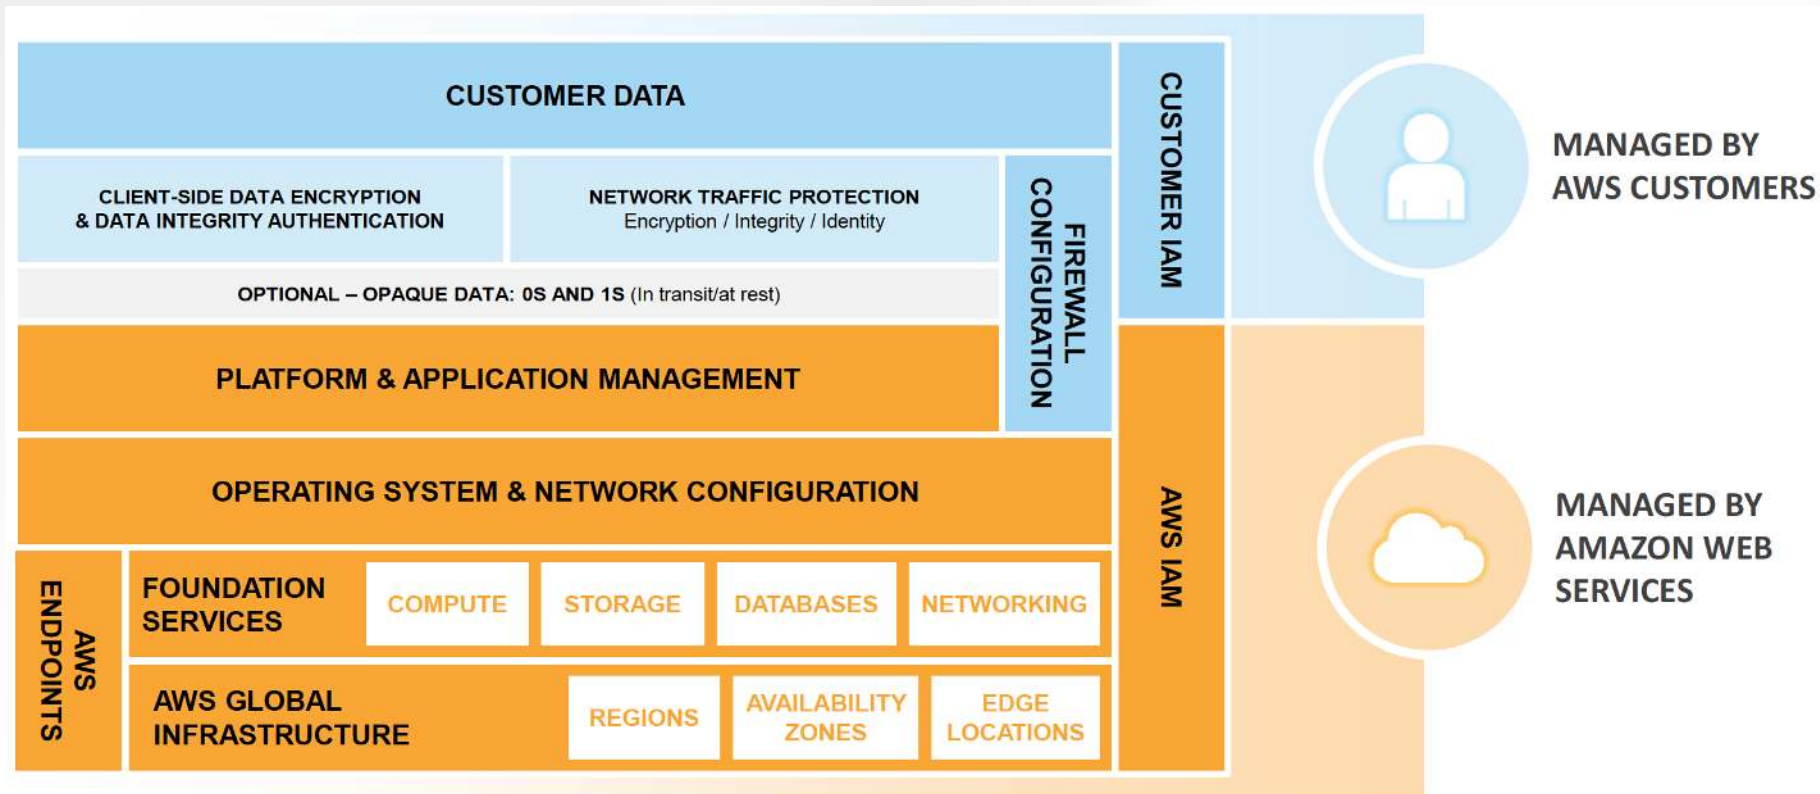 CUSTOMER DATA
CUSTOMER IAM
CLIENT-SIDE DATA ENCRYPTION
& DATA INTEGRITY AUTHENTICATION
NETWORK TRAFFIC PROTECTION
Encryption / Integrity / Identity
FIREWALL
CONFIGURATION
OPTIONAL – OPAQUE DATA: 0S AND 1S (In transit/at rest)
PLATFORM & APPLICATION MANAGEMENT
OPERATING SYSTEM & NETWORK CONFIGURATION
AWS IAM
AWS
ENDPOINTS
FOUNDATION
SERVICES
COMPUTE
STORAGE
DATABASES
NETWORKING
AWS GLOBAL
INFRASTRUCTURE
REGIONS
AVAILABILITY
ZONES
EDGE
LOCATIONS
MANAGED BY
AWS CUSTOMERS
MANAGED BY
AMAZON WEB
SERVICES